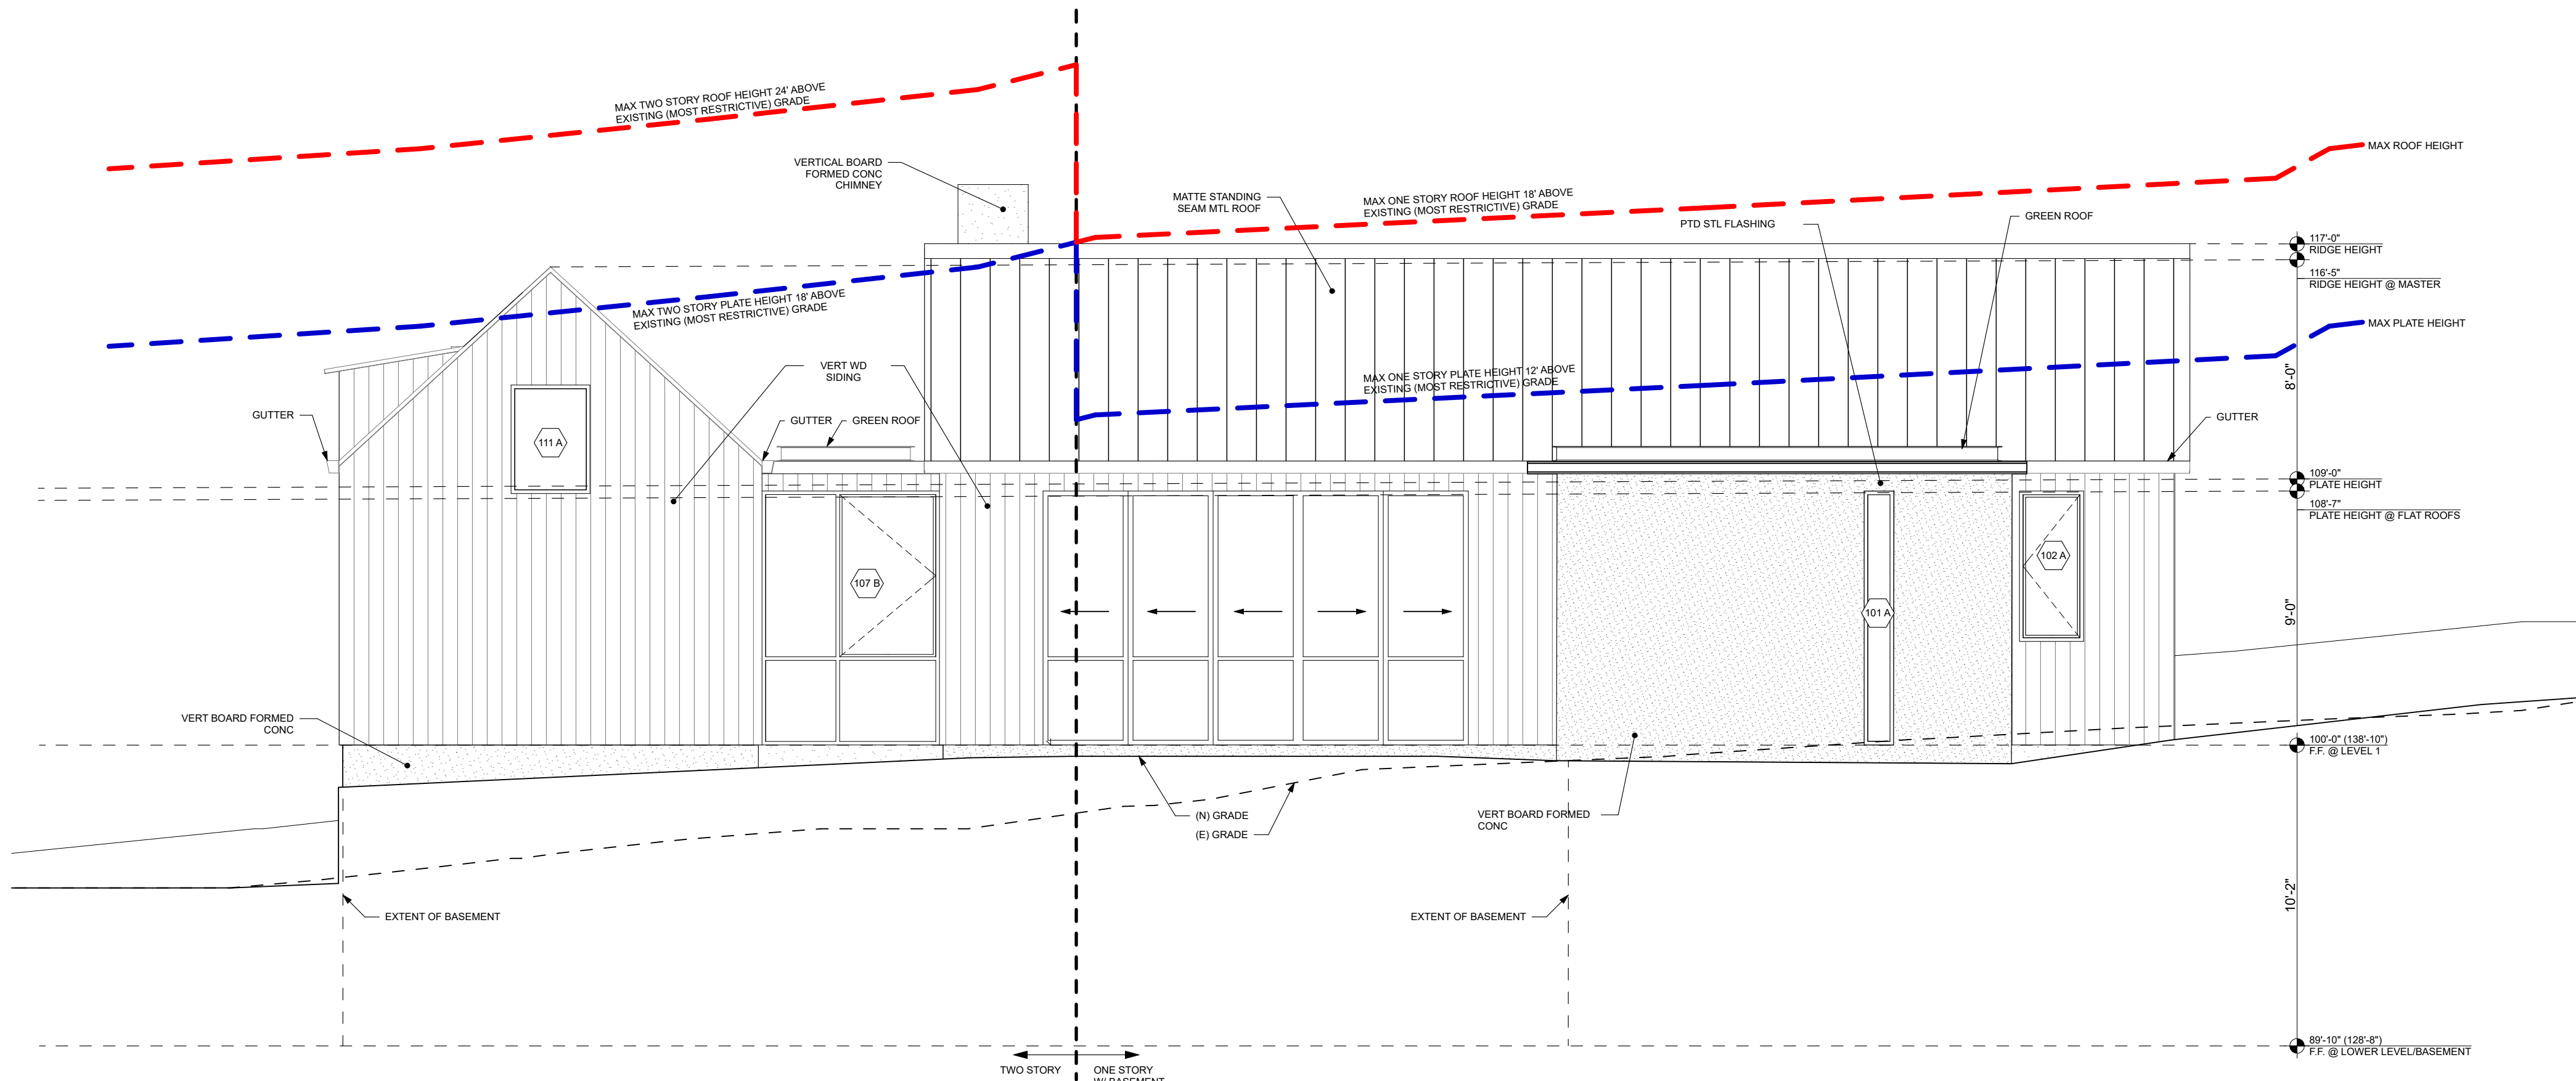 MAX TWO STORY ROOF HEIGHT 24' ABOVE
EXISTING (MOST RESTRICTIVE) GRADE
VERTICAL BOARD
FORMED CONC
CHIMNEY
MATTE STANDING
SEAM MTL ROOF
MAX ONE STORY ROOF HEIGHT 18' ABOVE
EXISTING (MOST RESTRICTIVE) GRADE
PTD STL FLASHING
GREEN ROOF
MAX ROOF HEIGHT
117'-0"
RIDGE HEIGHT
116'-5"
RIDGE HEIGHT @ MASTER
MAX TWO STORY PLATE HEIGHT 18' ABOVE
EXISTING (MOST RESTRICTIVE) GRADE
MAX PLATE HEIGHT
VERT WD
SIDING
MAX ONE STORY PLATE HEIGHT 12' ABOVE
EXISTING (MOST RESTRICTIVE) GRADE
8'-0"
GUTTER
GUTTER
GREEN ROOF
GUTTER
111 A
109'-0"
PLATE HEIGHT
108'-7"
PLATE HEIGHT @ FLAT ROOFS
107 B
102 A
101 A
9'-0"
VERT BOARD FORMED
CONC
100'-0" (138'-10")
F.F. @ LEVEL 1
(N) GRADE
(E) GRADE
VERT BOARD FORMED
CONC
10'-2"
EXTENT OF BASEMENT
EXTENT OF BASEMENT
89'-10" (128'-8")
F.F. @ LOWER LEVEL/BASEMENT
TWO STORY
ONE STORY
W/ BASEMENT